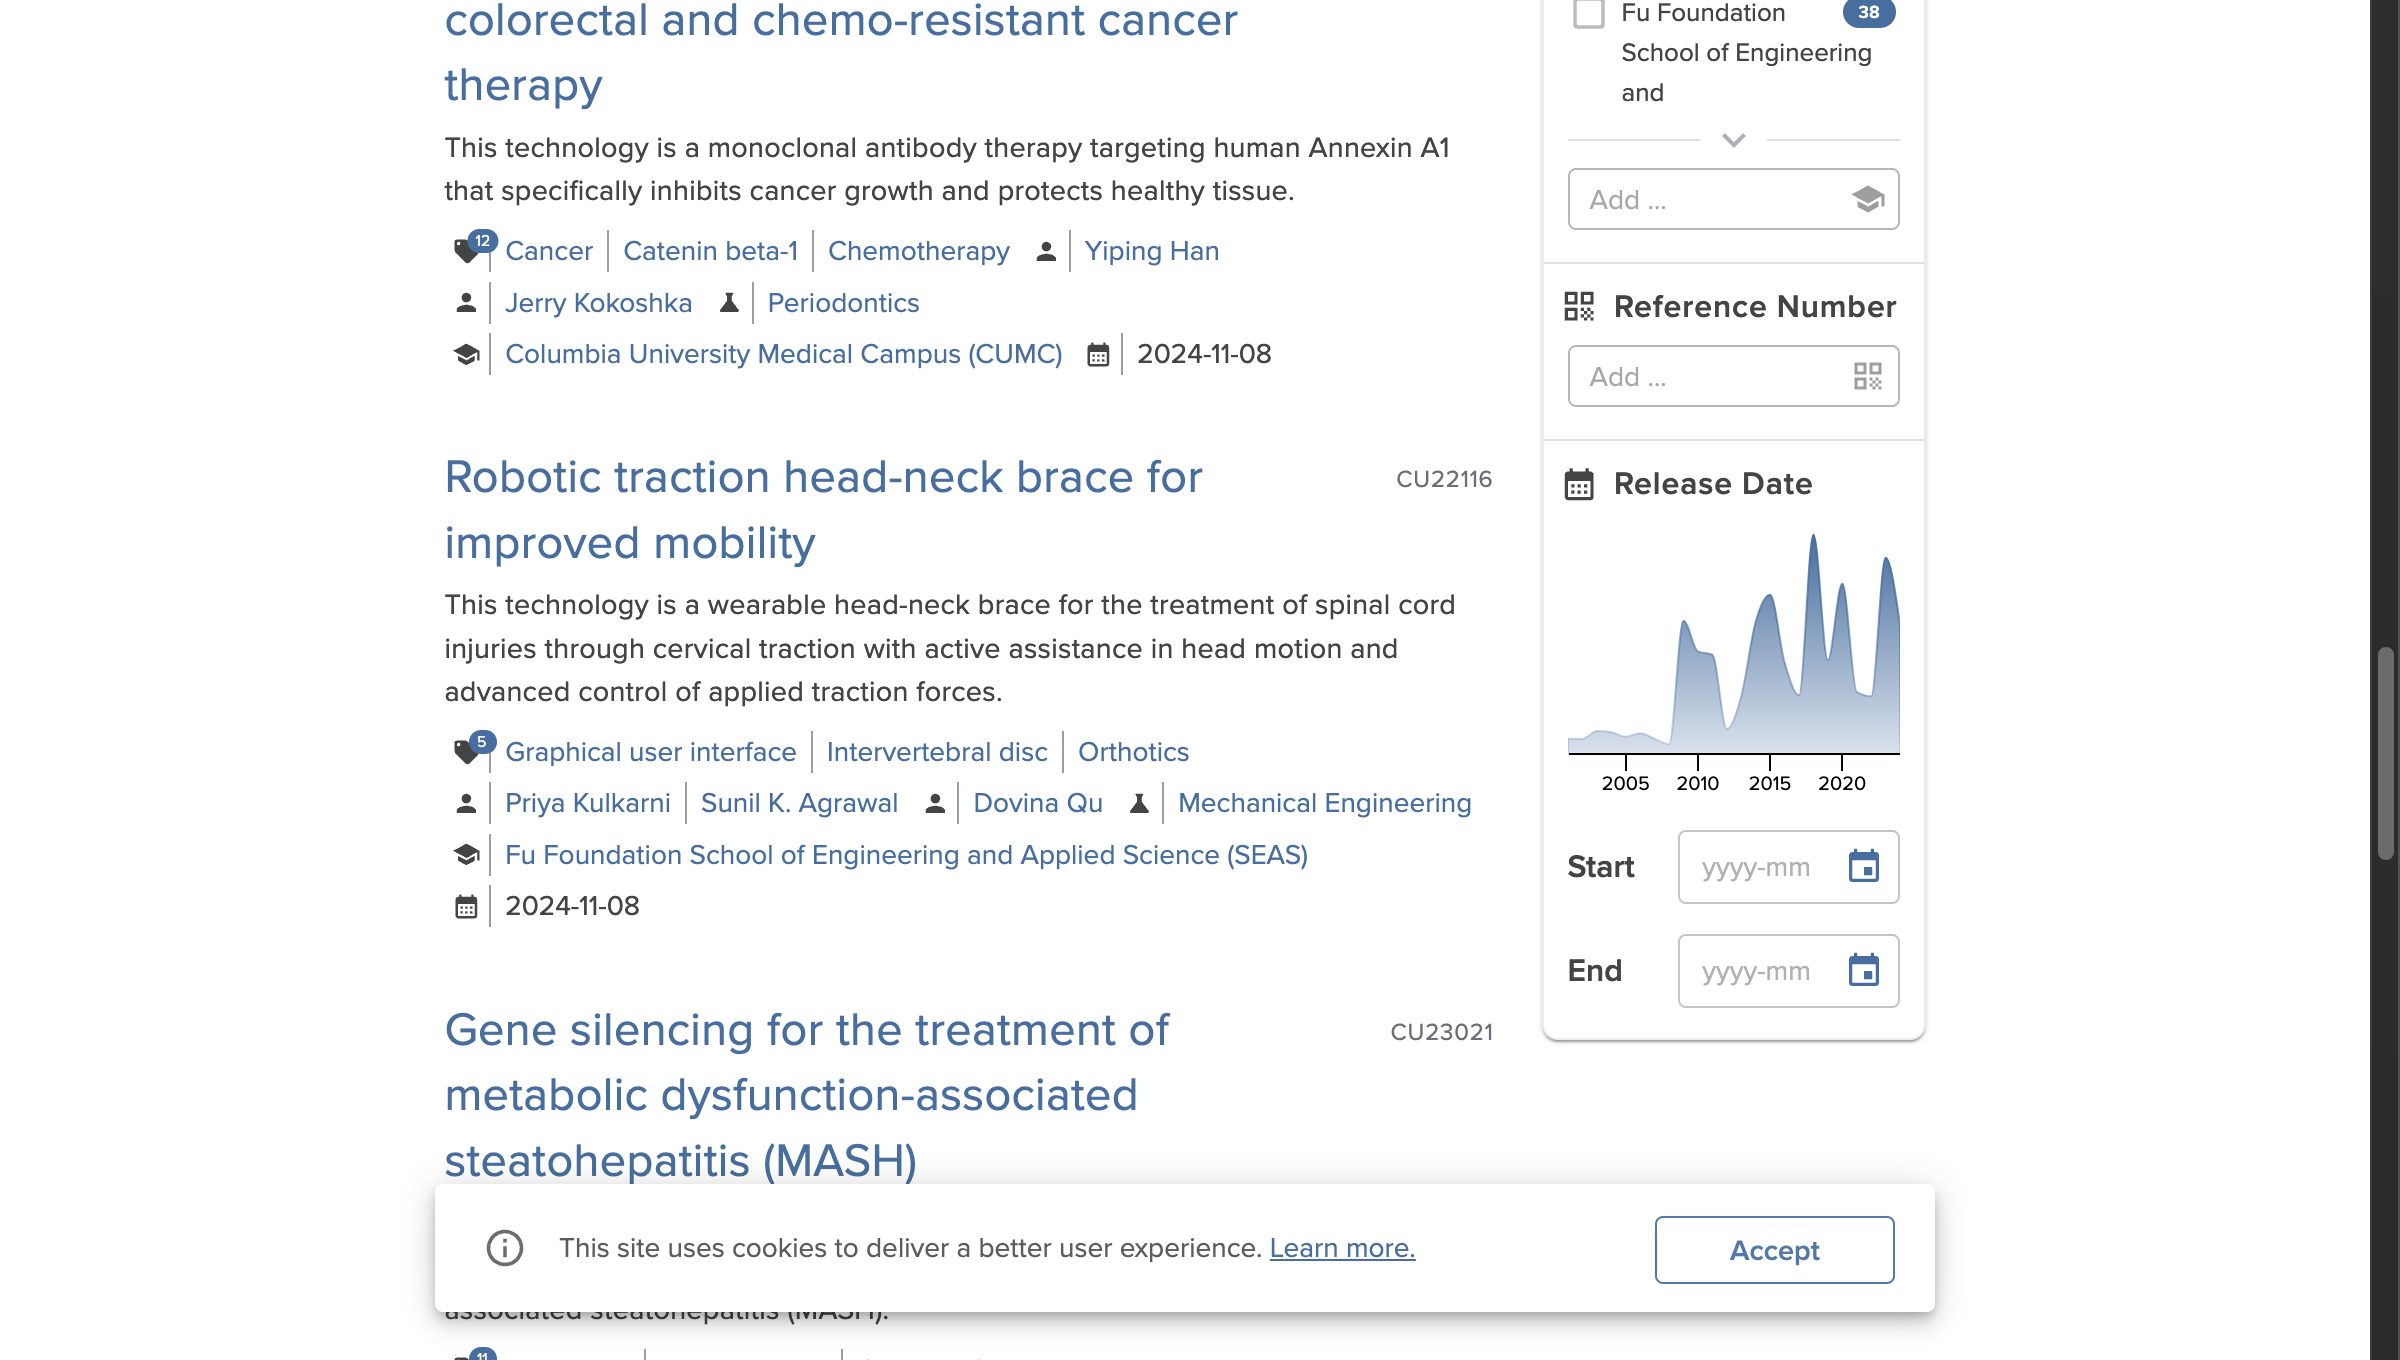 colorectal and chemo-resistant cancer
therapy
This technology is a monoclonal antibody therapy targeting human Annexin A1
that specifically inhibits cancer growth and protects healthy tissue.
12 Cancer Catenin beta-1 Chemotherapy Yiping Han
Jerry Kokoshka Periodontics
Columbia University Medical Campus (CUMC) 2024-11-08
Robotic traction head-neck brace for
improved mobility
CU22116
This technology is a wearable head-neck brace for the treatment of spinal cord
injuries through cervical traction with active assistance in head motion and
advanced control of applied traction forces.
5 Graphical user interface Intervertebral disc Orthotics
Priya Kulkarni Sunil K. Agrawal Dovina Qu Mechanical Engineering
Fu Foundation School of Engineering and Applied Science (SEAS)
2024-11-08
Gene silencing for the treatment of
metabolic dysfunction-associated
steatohepatitis (MASH)
CU23021
associated steatohepatitis (MASH).
11
Fu Foundation 38
School of Engineering
and
Add ...
Reference Number
Add ...
Release Date
2005 2010 2015 2020
Start yyyy-mm
End yyyy-mm
This site uses cookies to deliver a better user experience. Learn more.
Accept